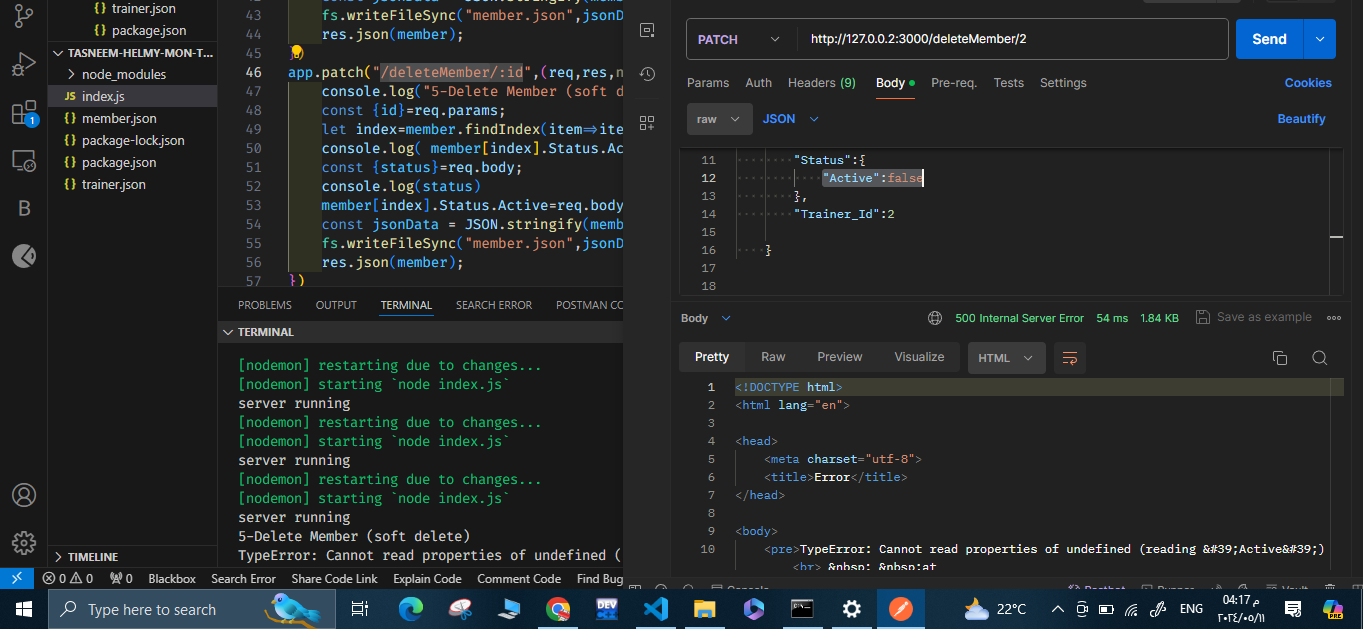 trainer.json
package.json
TASNEEM-HELMY-MON-T...
node_modules
JS index.js
{} member.json
{} package-lock.json
{} package.json
{} trainer.json
TIMELINE
43 fs.writeFileSync("member.json",jsonD
44 res.json(member);
45 })
46 app.patch("/deleteMember/:id",(req,res,n
47 console.log("5-Delete Member (soft d
48 const {id}=req.params;
49 let index=member.findIndex(item=>ite
50 console.log( member[index].Status.Ac
51 const {status}=req.body;
52 console.log(status)
53 member[index].Status.Active=req.body
54 const jsonData = JSON.stringify(memb
55 fs.writeFileSync("member.json",jsonD
56 res.json(member);
57 })
PROBLEMS OUTPUT TERMINAL SEARCH ERROR POSTMAN CO
TERMINAL
[nodemon] restarting due to changes...
[nodemon] starting `node index.js`
server running
[nodemon] restarting due to changes...
[nodemon] starting `node index.js`
server running
[nodemon] restarting due to changes...
[nodemon] starting `node index.js`
server running
5-Delete Member (soft delete)
TypeError: Cannot read properties of undefined (
0 0 0 Blackbox Search Error Share Code Link Explain Code Comment Code Find Bug
PATCH http://127.0.0.2:3000/deleteMember/2 Send
Params Auth Headers (9) Body Pre-req. Tests Settings Cookies
raw JSON Beautify
11 "Status":{
12 "Active":false
13 },
14 "Trainer_Id":2
15
16 }
17
18
Body 500 Internal Server Error 54 ms 1.84 KB Save as example
Pretty Raw Preview Visualize HTML
1 <!DOCTYPE html>
2 <html lang="en">
3
4 <head>
5 <meta charset="utf-8">
6 <title>Error</title>
7 </head>
8
9 <body>
10 <pre>TypeError: Cannot read properties of undefined (reading &#39;Active&#39;)
<br> &nbsp; &nbsp;at
Type here to search
22°C
ENG
04:17 م
٢٠٢٤/٠٥/١١